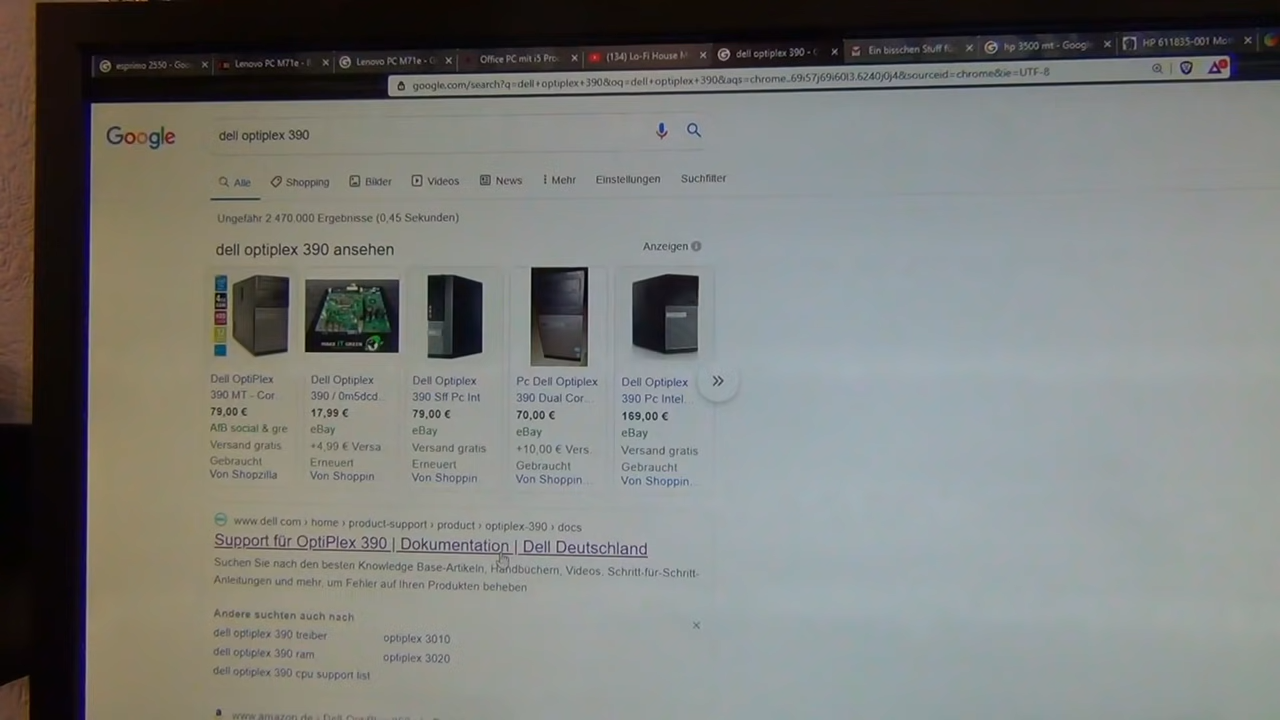 esprimo 2550 - Goo
Lenovo PC M71e -
Lenovo PC M71e - G
Office PC mit i5 Pro
(134) Lo-Fi House M
dell optiplex 390 - G
Ein bisschen Stuff fü
hp 3500 mt - Google
HP 611835-001 Mo
google.com/search?q=dell+optiplex+390&oq=dell+optiplex+390&aqs=chrome..69i57j69i60l3.6240j0j4&sourceid=chrome&ie=UTF-8
Google
dell optiplex 390
Alle Shopping Bilder Videos News Mehr Einstellungen Suchfilter
Ungefähr 2.470.000 Ergebnisse (0,45 Sekunden)
dell optiplex 390 ansehen
Anzeigen
MAKE IT GREEN
Dell OptiPlex
390 MT - Cor...
79,00 €
AfB social & gre
Versand gratis
Gebraucht
Von Shopzilla
Dell Optiplex
390 / 0m5dcd...
17,99 €
eBay
+4,99 € Versa
Erneuert
Von Shoppin
Dell Optiplex
390 Sff Pc Int
79,00 €
eBay
Versand gratis
Erneuert
Von Shoppin
Pc Dell Optiplex
390 Dual Cor...
70,00 €
eBay
+10,00 € Vers.
Gebraucht
Von Shoppin...
Dell Optiplex
390 Pc Intel...
169,00 €
eBay
Versand gratis
Gebraucht
Von Shoppin...
www.dell.com › home › product-support › product › optiplex-390 › docs
Support für OptiPlex 390 | Dokumentation | Dell Deutschland
Suchen Sie nach den besten Knowledge Base-Artikeln, Handbüchern, Videos. Schritt-für-Schritt-
Anleitungen und mehr, um Fehler auf Ihren Produkten beheben
Andere suchten auch nach
dell optiplex 390 treiber
optiplex 3010
dell optiplex 390 ram
optiplex 3020
dell optiplex 390 cpu support list
www.amazon.de › Dell